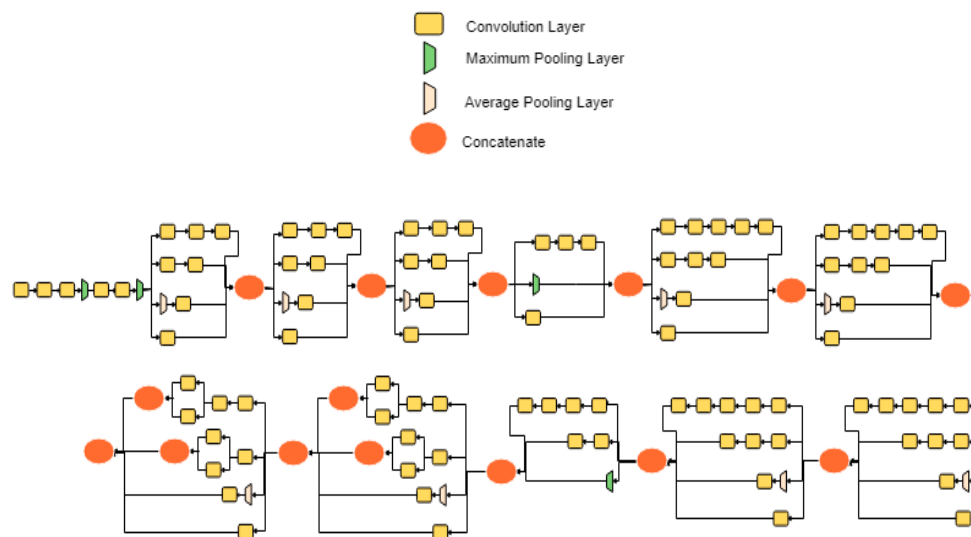 Convolution Layer
Maximum Pooling Layer
Average Pooling Layer
Concatenate